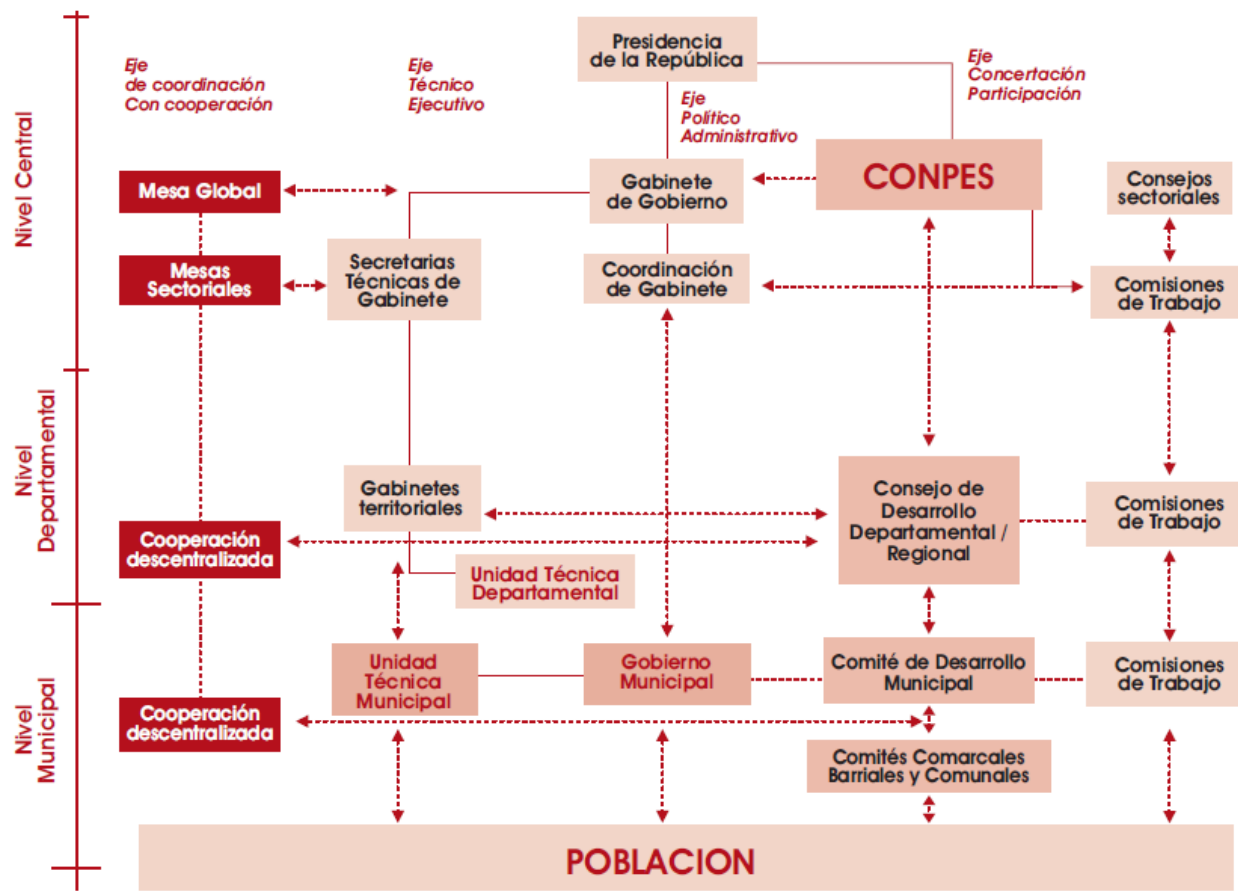 Presidencia
de la República
Eje
de coordinación
Con cooperación
Eje
Técnico
Ejecutivo
Eje
Político
Administrativo
Eje
Concertación
Participación
Nivel Central
Mesa Global
Gabinete
de Gobierno
CONPES
Consejos
sectoriales
Mesas
Sectoriales
Secretarias
Técnicas de
Gabinete
Coordinación
de Gabinete
Comisiones
de Trabajo
Nivel
Departamental
Gabinetes
territoriales
Consejo de
Desarrollo
Departamental /
Regional
Comisiones
de Trabajo
Cooperación
descentralizada
Unidad Técnica
Departamental
Nivel
Municipal
Unidad
Técnica
Municipal
Gobierno
Municipal
Comité de Desarrollo
Municipal
Comisiones
de Trabajo
Cooperación
descentralizada
Comités Comarcales
Barriales y Comunales
POBLACION